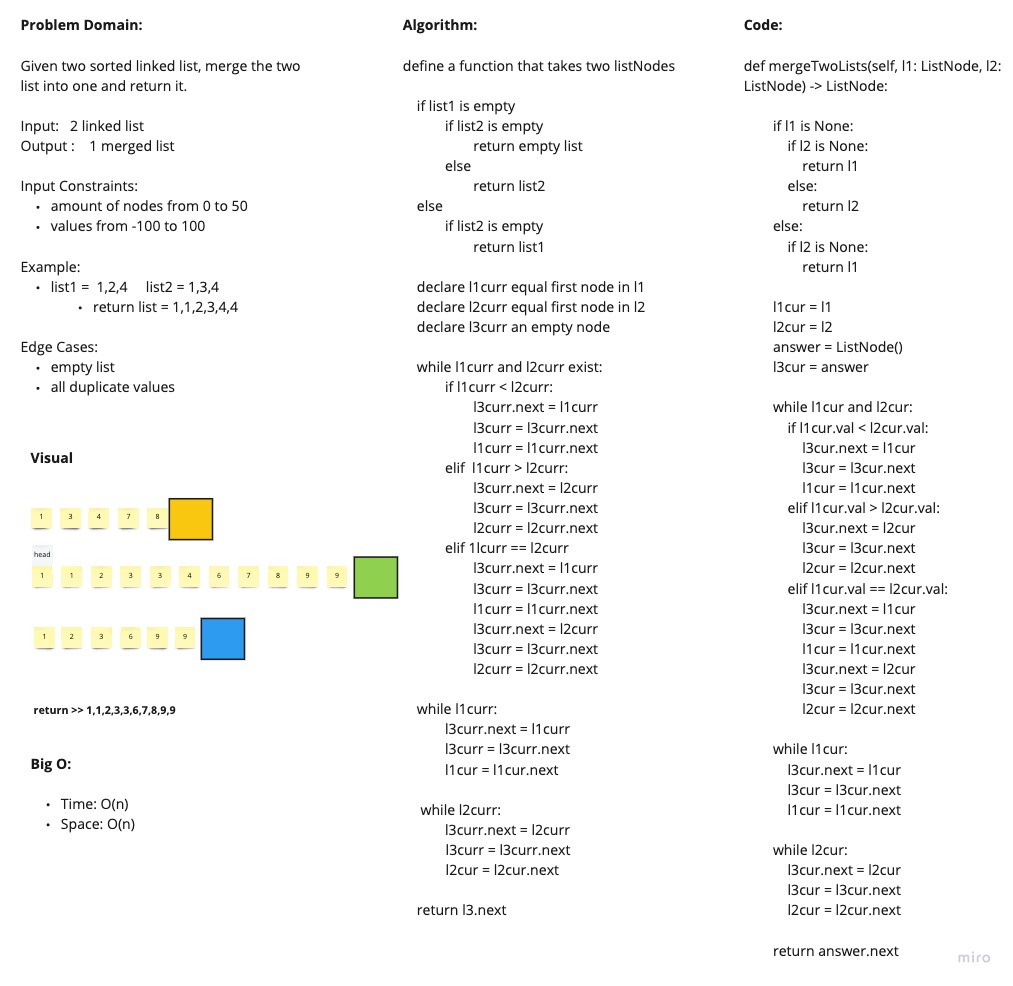 Problem Domain:
Given two sorted linked list, merge the two
list into one and return it.
Input:   2 linked list
Output :    1 merged list
Input Constraints:
• amount of nodes from 0 to 50
• values from -100 to 100
Example:
• list1 =  1,2,4     list2 = 1,3,4
• return list = 1,1,2,3,4,4
Edge Cases:
• empty list
• all duplicate values
Visual
1 3 4 7 8
head
1 1 2 3 3 4 6 7 8 9 9
1 2 3 6 9 9
return >> 1,1,2,3,3,6,7,8,9,9
Big O:
• Time: O(n)
• Space: O(n)
Algorithm:
define a function that takes two listNodes
if list1 is empty
if list2 is empty
return empty list
else
return list2
else
if list2 is empty
return list1
declare l1curr equal first node in l1
declare l2curr equal first node in l2
declare l3curr an empty node
while l1curr and l2curr exist:
if l1curr < l2curr:
l3curr.next = l1curr
l3curr = l3curr.next
l1curr = l1curr.next
elif  l1curr > l2curr:
l3curr.next = l2curr
l3curr = l3curr.next
l2curr = l2curr.next
elif 1lcurr == l2curr
l3curr.next = l1curr
l3curr = l3curr.next
l1curr = l1curr.next
l3curr.next = l2curr
l3curr = l3curr.next
l2curr = l2curr.next
while l1curr:
l3curr.next = l1curr
l3curr = l3curr.next
l1cur = l1cur.next
while l2curr:
l3curr.next = l2curr
l3curr = l3curr.next
l2cur = l2cur.next
return l3.next
Code:
def mergeTwoLists(self, l1: ListNode, l2:
ListNode) -> ListNode:
if l1 is None:
if l2 is None:
return l1
else:
return l2
else:
if l2 is None:
return l1
l1cur = l1
l2cur = l2
answer = ListNode()
l3cur = answer
while l1cur and l2cur:
if l1cur.val < l2cur.val:
l3cur.next = l1cur
l3cur = l3cur.next
l1cur = l1cur.next
elif l1cur.val > l2cur.val:
l3cur.next = l2cur
l3cur = l3cur.next
l2cur = l2cur.next
elif l1cur.val == l2cur.val:
l3cur.next = l1cur
l3cur = l3cur.next
l1cur = l1cur.next
l3cur.next = l2cur
l3cur = l3cur.next
l2cur = l2cur.next
while l1cur:
l3cur.next = l1cur
l3cur = l3cur.next
l1cur = l1cur.next
while l2cur:
l3cur.next = l2cur
l3cur = l3cur.next
l2cur = l2cur.next
return answer.next
miro